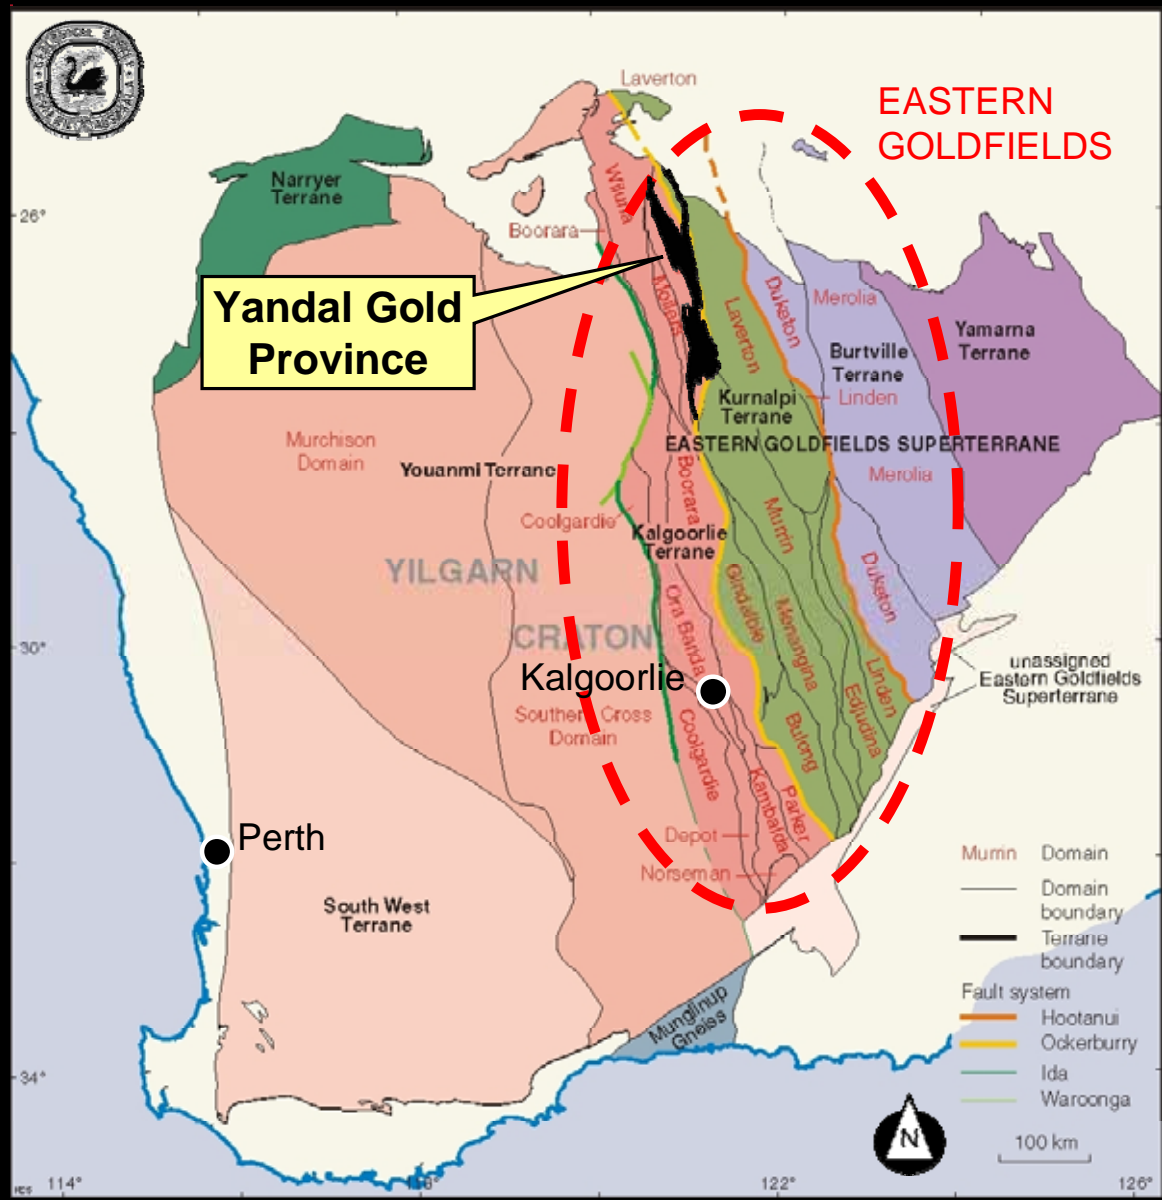 Laverton
EASTERN
GOLDFIELDS
Narryer
Terrane
26°
Wiluna
Boorara
Yandal Gold
Province
Duketon
Merolia
Laverton
Yamarna
Terrane
Burtville
Terrane
Kurnalpi
Terrane
Linden
EASTERN GOLDFIELDS SUPERTERRANE
Murchison
Domain
Youanmi Terrane
Boorara
Merolia
Coolgardie
Murrin
Kalgoorlie
Terrane
YILGARN
CRATON
Gindalbie
Duketon
Ora Banda
Menangina
30°
Kalgoorlie
Linden
Edjudina
unassigned
Eastern Goldfields
Superterrane
Southern Cross
Domain
Coolgardie
Bulong
Kambalda
Parker
Perth
Depot
Norseman
South West
Terrane
Munglinup
Gneiss
Murrin Domain
Domain
boundary
Terrane
boundary
Fault system
Hootanui
Ockerburry
Ida
Waroonga
34°
N
100 km
114°
118°
122°
126°